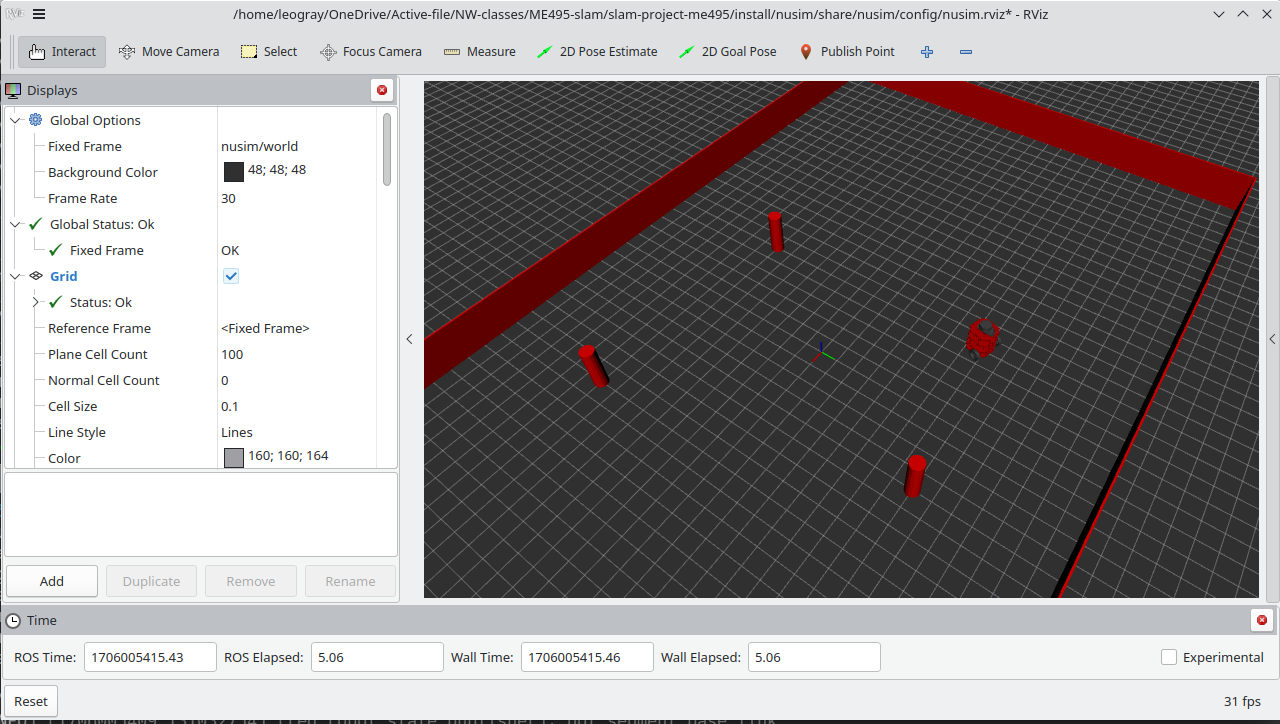 /home/leogray/OneDrive/Active-file/NW-classes/ME495-slam/slam-project-me495/install/nusim/share/nusim/config/nusim.rviz* - RViz
Interact Move Camera Select Focus Camera Measure 2D Pose Estimate 2D Goal Pose Publish Point
Displays
Global Options
Fixed Frame nusim/world
Background Color 48; 48; 48
Frame Rate 30
Global Status: Ok
Fixed Frame OK
Grid
Status: Ok
Reference Frame <Fixed Frame>
Plane Cell Count 100
Normal Cell Count 0
Cell Size 0.1
Line Style Lines
Color 160; 160; 164
Add Duplicate Remove Rename
Time
ROS Time: 1706005415.43 ROS Elapsed: 5.06 Wall Time: 1706005415.46 Wall Elapsed: 5.06 Experimental
Reset 31 fps